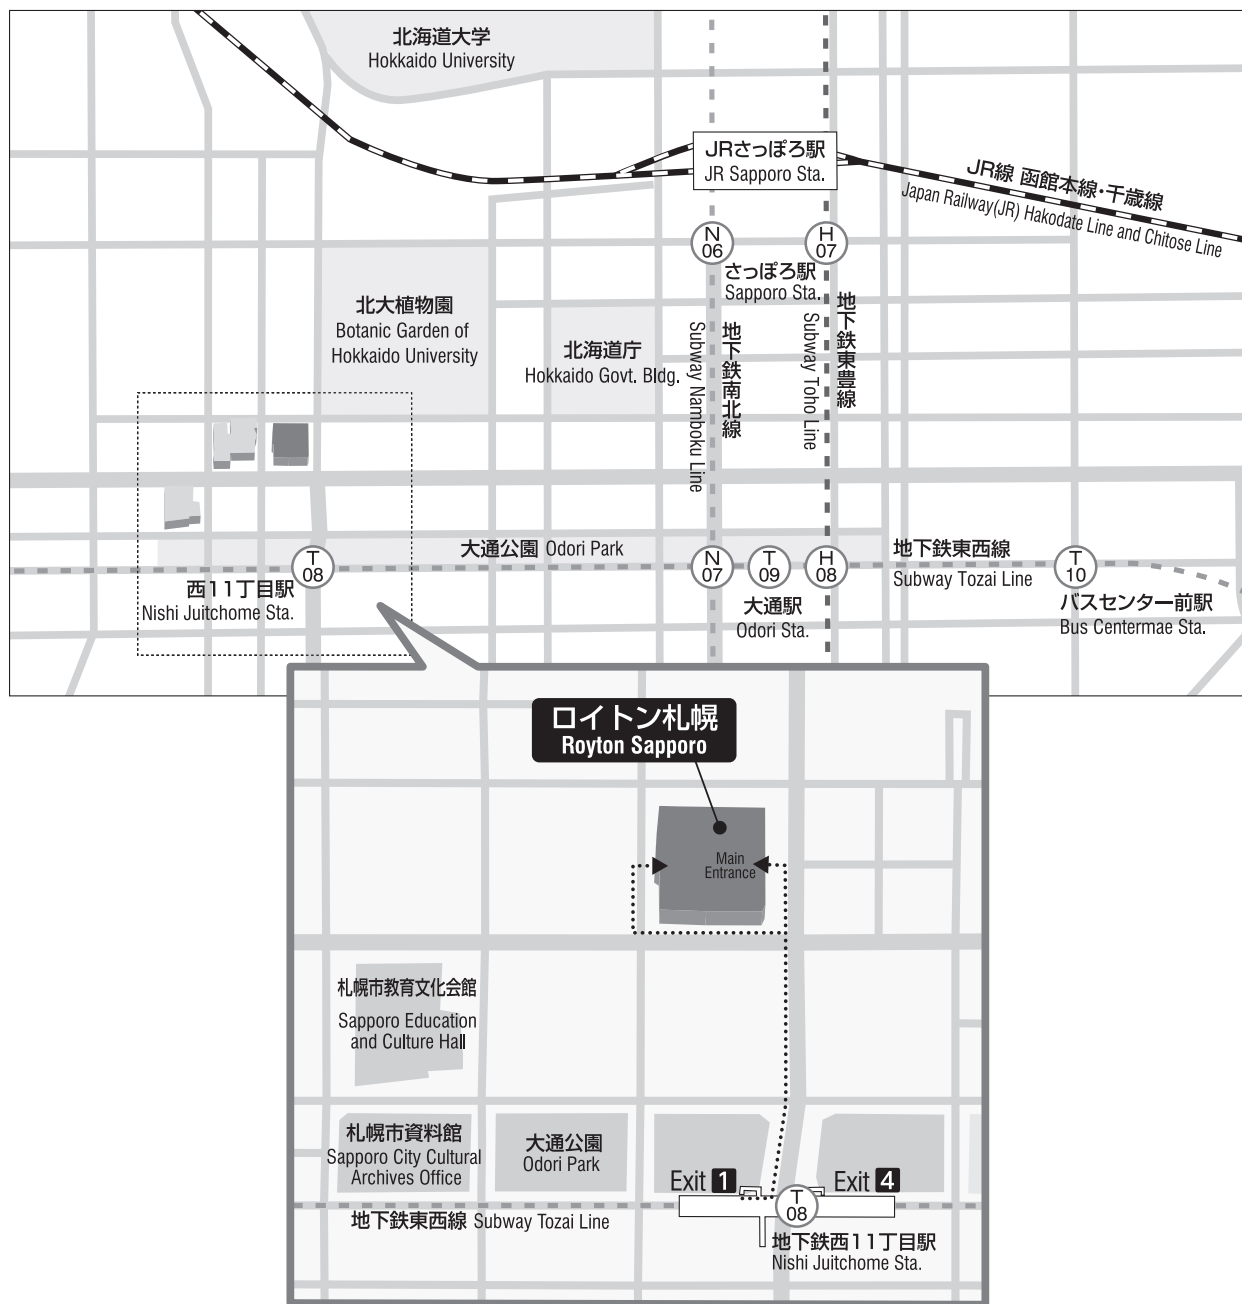 北海道大学
Hokkaido University
JRさっぽろ駅
JR Sapporo Sta.
JR線 函館本線・千歳線
Japan Railway(JR) Hakodate Line and Chitose Line
N
06
H
07
さっぽろ駅
Sapporo Sta.
北大植物園
Botanic Garden of
Hokkaido University
北海道庁
Hokkaido Govt. Bldg.
Subway Namboku Line
地下鉄南北線
Subway Toho Line
地下鉄東豊線
大通公園 Odori Park
T
08
西11丁目駅
Nishi Juitchome Sta.
N
07
T
09
H
08
大通駅
Odori Sta.
地下鉄東西線
Subway Tozai Line
T
10
バスセンター前駅
Bus Centermae Sta.
ロイトン札幌
Royton Sapporo
Main
Entrance
札幌市教育文化会館
Sapporo Education
and Culture Hall
札幌市資料館
Sapporo City Cultural
Archives Office
大通公園
Odori Park
Exit 1
Exit 4
T
08
地下鉄東西線 Subway Tozai Line
地下鉄西11丁目駅
Nishi Juitchome Sta.